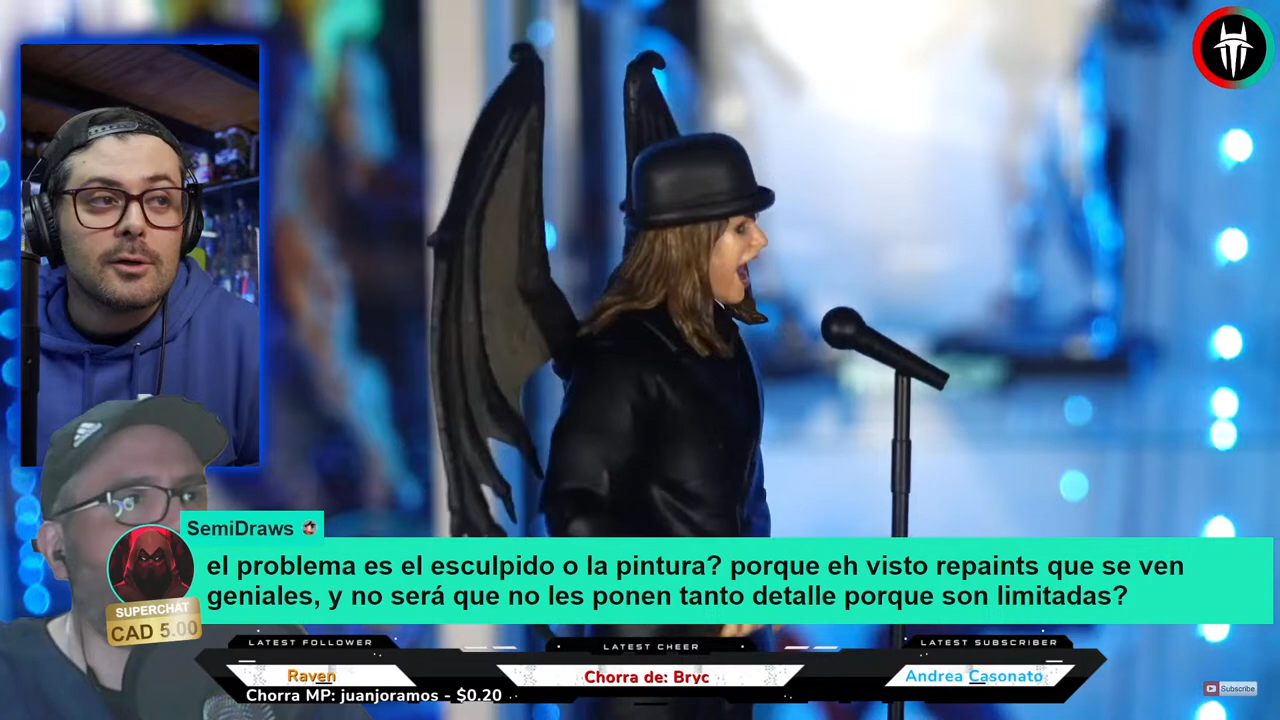 SemiDraws
el problema es el esculpido o la pintura? porque eh visto repaints que se ven
geniales, y no será que no les ponen tanto detalle porque son limitadas?
SUPERCHAT
CAD 5.00
LATEST FOLLOWER
Raven
LATEST CHEER
Chorra de: Bryc
LATEST SUBSCRIBER
Andrea Casonato
Chorra MP: juanjoramos - $0.20
Subscribe